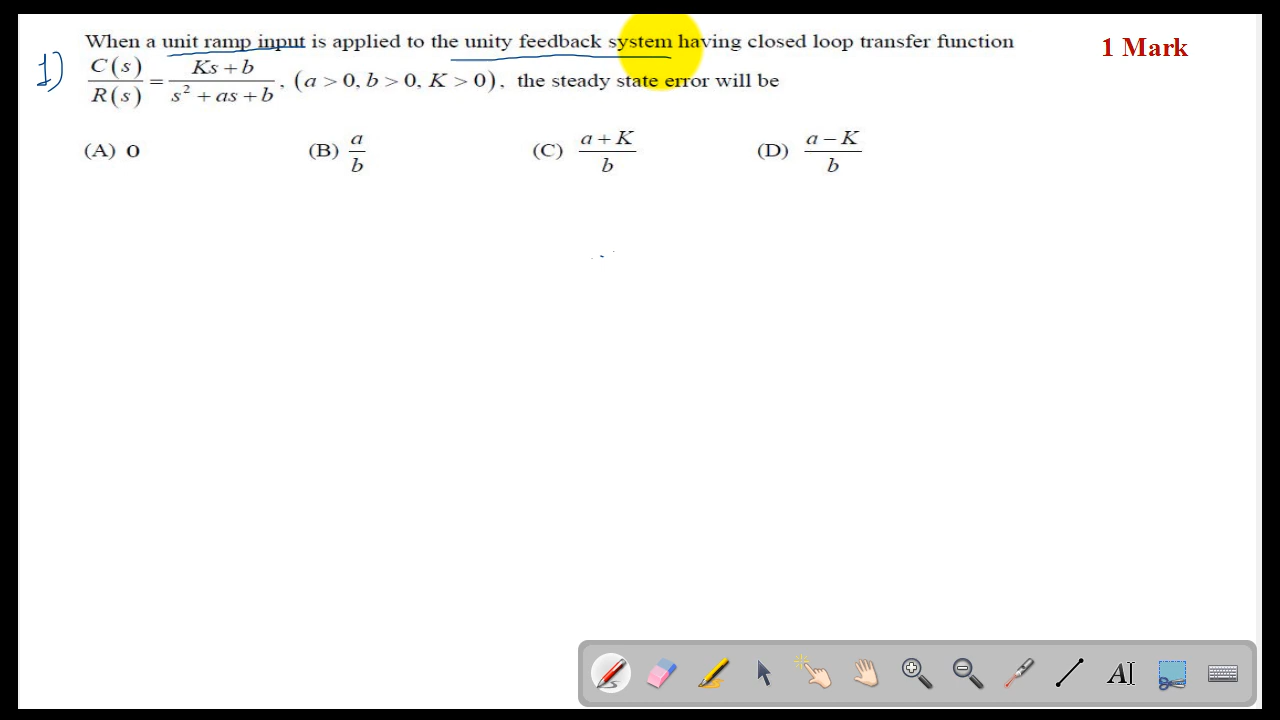 When a unit ramp input is applied to the unity feedback system having closed loop transfer function
1 Mark
1) C(s)/R(s) = (Ks + b)/(s² + as + b), (a > 0, b > 0, K > 0), the steady state error will be
(A) 0 (B) a/b (C) (a + K)/b (D) (a − K)/b
A